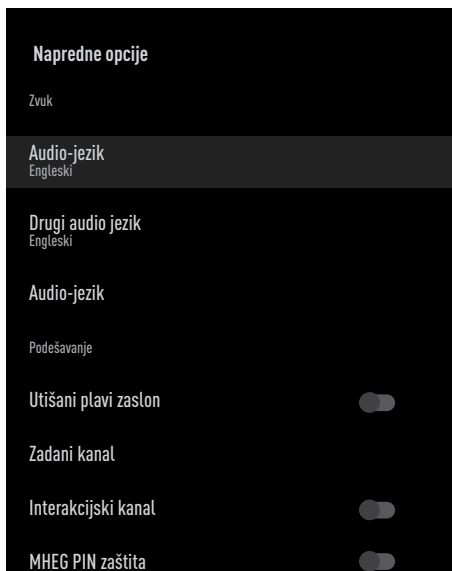 Napredne opcije
Zvuk
Audio-jezik
Engleski
Drugi audio jezik
Engleski
Audio-jezik
Podešavanje
Utišani plavi zaslon
Zadani kanal
Interakcijski kanal
MHEG PIN zaštita